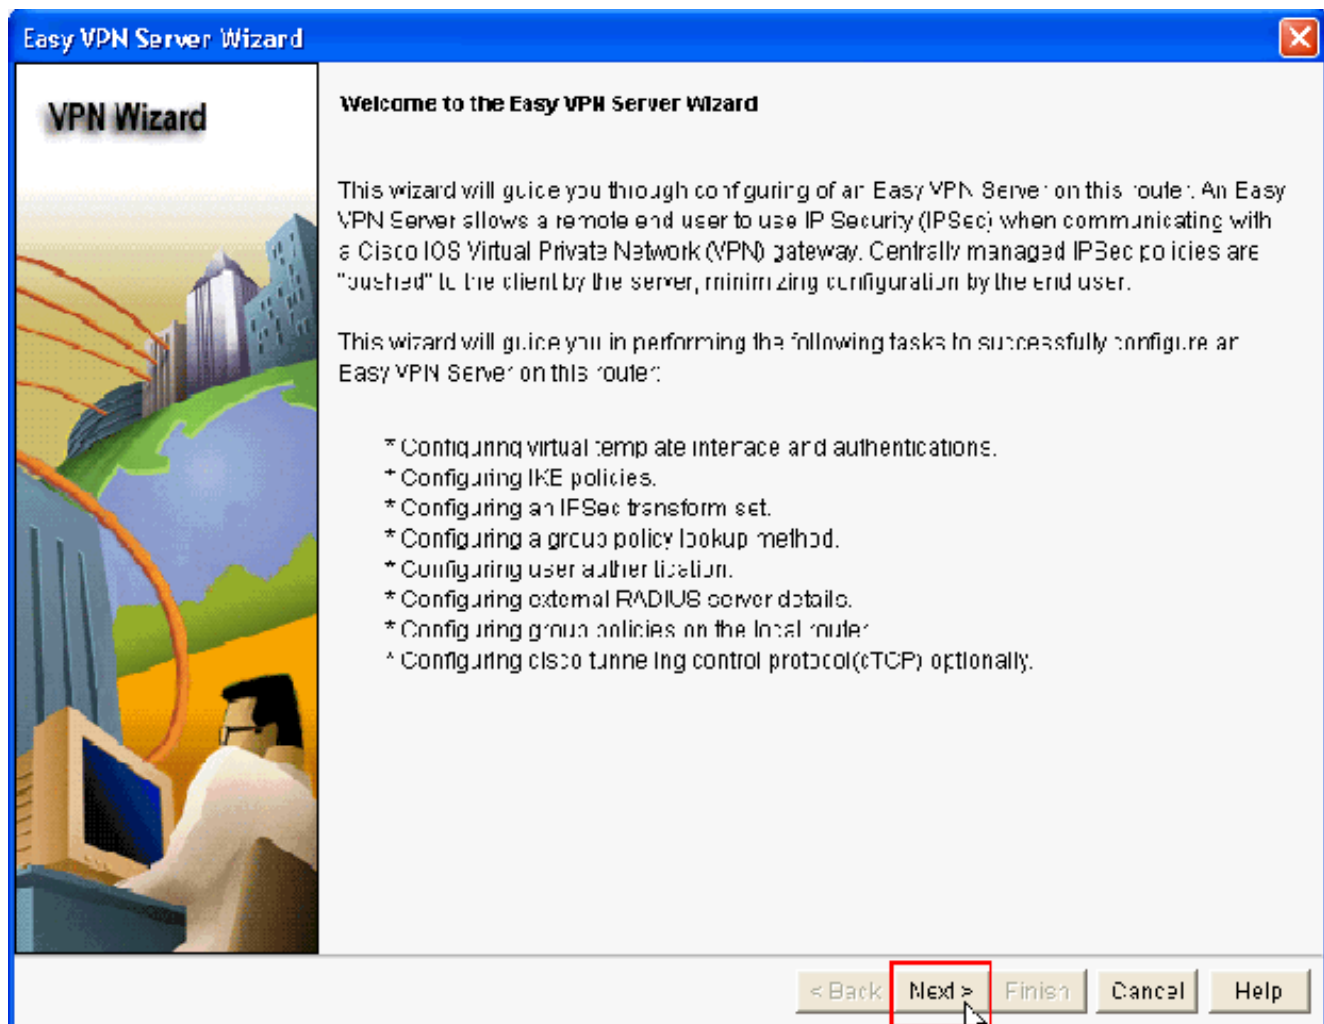 Easy VPN Server Wizard
VPN Wizard
Welcome to the Easy VPN Server Wizard
This wizard will guide you through configuring of an Easy VPN Server on this router. An Easy
VPN Server allows a remote end user to use IP Security (IPSec) when communicating with
a Cisco IOS Virtual Private Network (VPN) gateway. Centrally managed IPSec policies are
"pushed" to the client by the server, minimizing configuration by the end user.
This wizard will guide you in performing the following tasks to successfully configure an
Easy VPN Server on this router:
* Configuring virtual template interface and authentications.
* Configuring IKE policies.
* Configuring an IPSec transform set.
* Configuring a group policy lookup method.
* Configuring user authentication.
* Configuring external RADIUS server details.
* Configuring group policies on the local router
* Configuring cisco tunneling control protocol(cTCP) optionally.
< Back Next > Finish Cancel Help